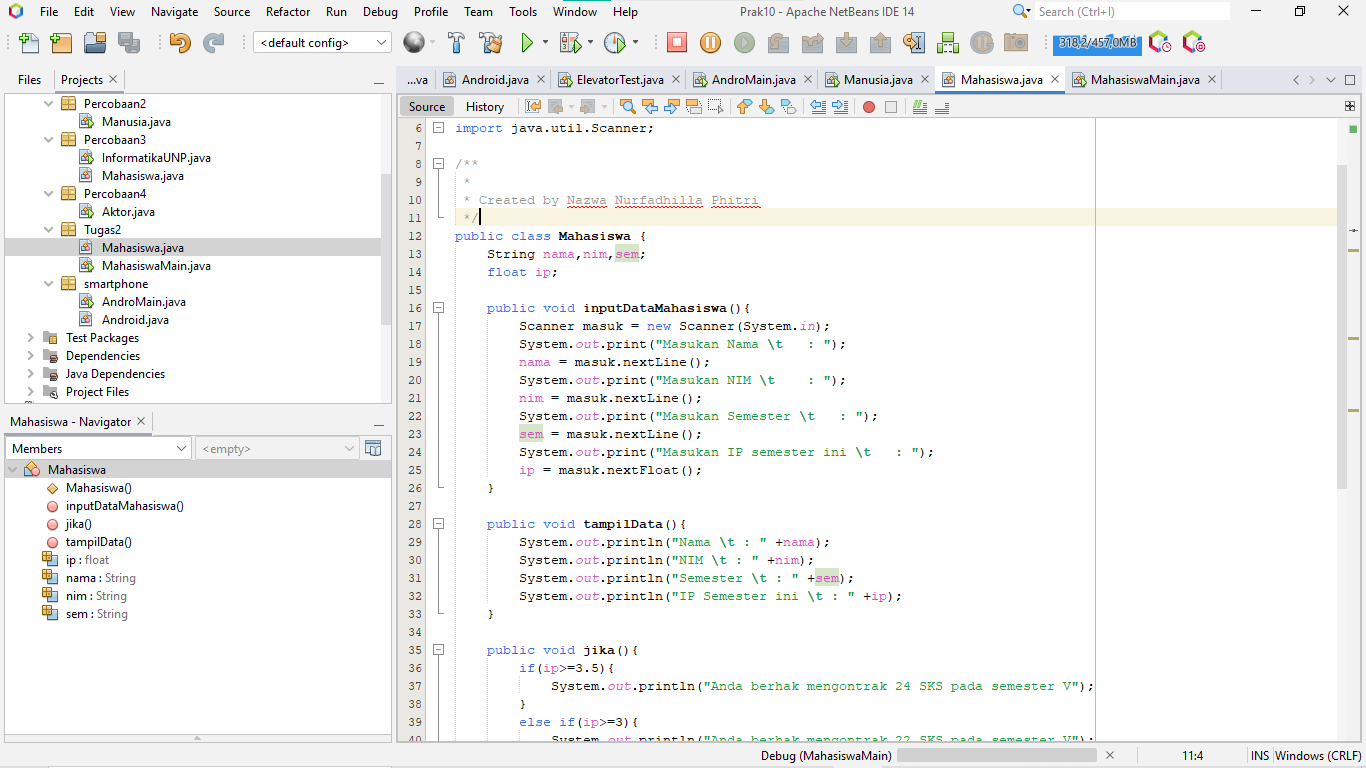 File Edit View Navigate Source Refactor Run Debug Profile Team Tools Window Help Prak10 - Apache NetBeans IDE 14 Search (Ctrl+I)
<default config> 318,2/457,0MB
Files Projects
...va Android.java ElevatorTest.java AndroMain.java Manusia.java Mahasiswa.java MahasiswaMain.java
Source History
Percobaan2
Manusia.java
Percobaan3
InformatikaUNP.java
Mahasiswa.java
Percobaan4
Aktor.java
Tugas2
Mahasiswa.java
MahasiswaMain.java
smartphone
AndroMain.java
Android.java
Test Packages
Dependencies
Java Dependencies
Project Files
Mahasiswa - Navigator
Members <empty>
Mahasiswa
Mahasiswa()
inputDataMahasiswa()
jika()
tampilData()
ip : float
nama : String
nim : String
sem : String
6 import java.util.Scanner;
7
8 /**
9 *
10 * Created by Nazwa Nurfadhilla Phitri
11 */
12 public class Mahasiswa {
13 String nama,nim,sem;
14 float ip;
15
16 public void inputDataMahasiswa(){
17 Scanner masuk = new Scanner(System.in);
18 System.out.print("Masukan Nama \t   : ");
19 nama = masuk.nextLine();
20 System.out.print("Masukan NIM \t    : ");
21 nim = masuk.nextLine();
22 System.out.print("Masukan Semester \t   : ");
23 sem = masuk.nextLine();
24 System.out.print("Masukan IP semester ini \t   : ");
25 ip = masuk.nextFloat();
26 }
27
28 public void tampilData(){
29 System.out.println("Nama \t : " +nama);
30 System.out.println("NIM \t : " +nim);
31 System.out.println("Semester \t : " +sem);
32 System.out.println("IP Semester ini \t : " +ip);
33 }
34
35 public void jika(){
36 if(ip>=3.5){
37 System.out.println("Anda berhak mengontrak 24 SKS pada semester V");
38 }
39 else if(ip>=3){
40 System.out.println("Anda berhak mengontrak 22 SKS pada semester V");
Debug (MahasiswaMain) 11:4 INS Windows (CRLF)